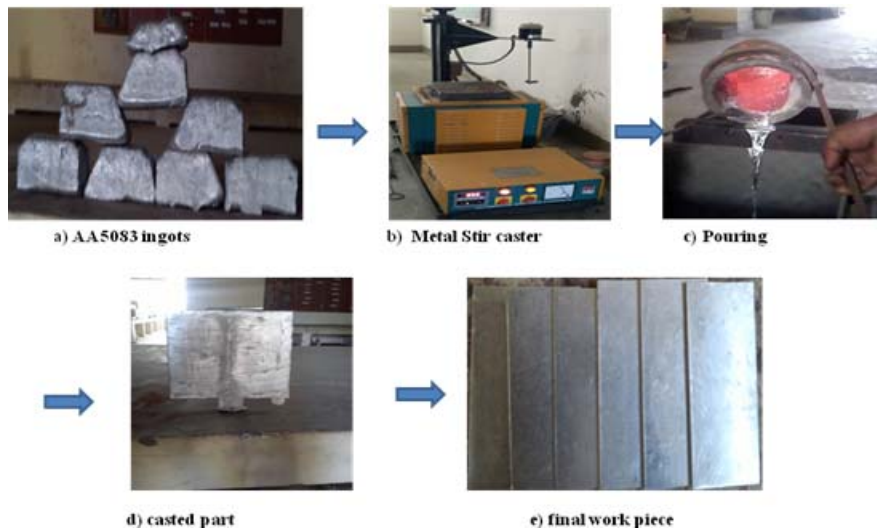 a) AA5083 ingots
b) Metal Stir caster
c) Pouring
d) casted part
e) final work piece